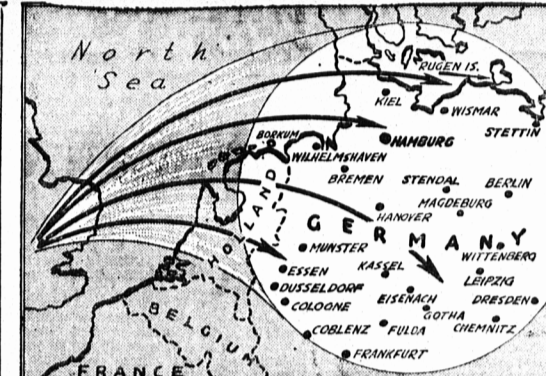 North
Sea
RUGEN IS.
KIEL
WISMAR
STETTIN
HAMBURG
BORKUM
WILHELMSHAVEN
BREMEN
STENDAL
BERLIN
MAGDEBURG
HANOVER
HOLLAND
GERMANY
MUNSTER
WITTENBERG
ESSEN
KASSEL
LEIPZIG
DUSSELDORF
EISENACH
DRESDEN
COLOGNE
GOTHA
BELGIUM
COBLENZ
FULDA
CHEMNITZ
FRANKFURT
FRANCE